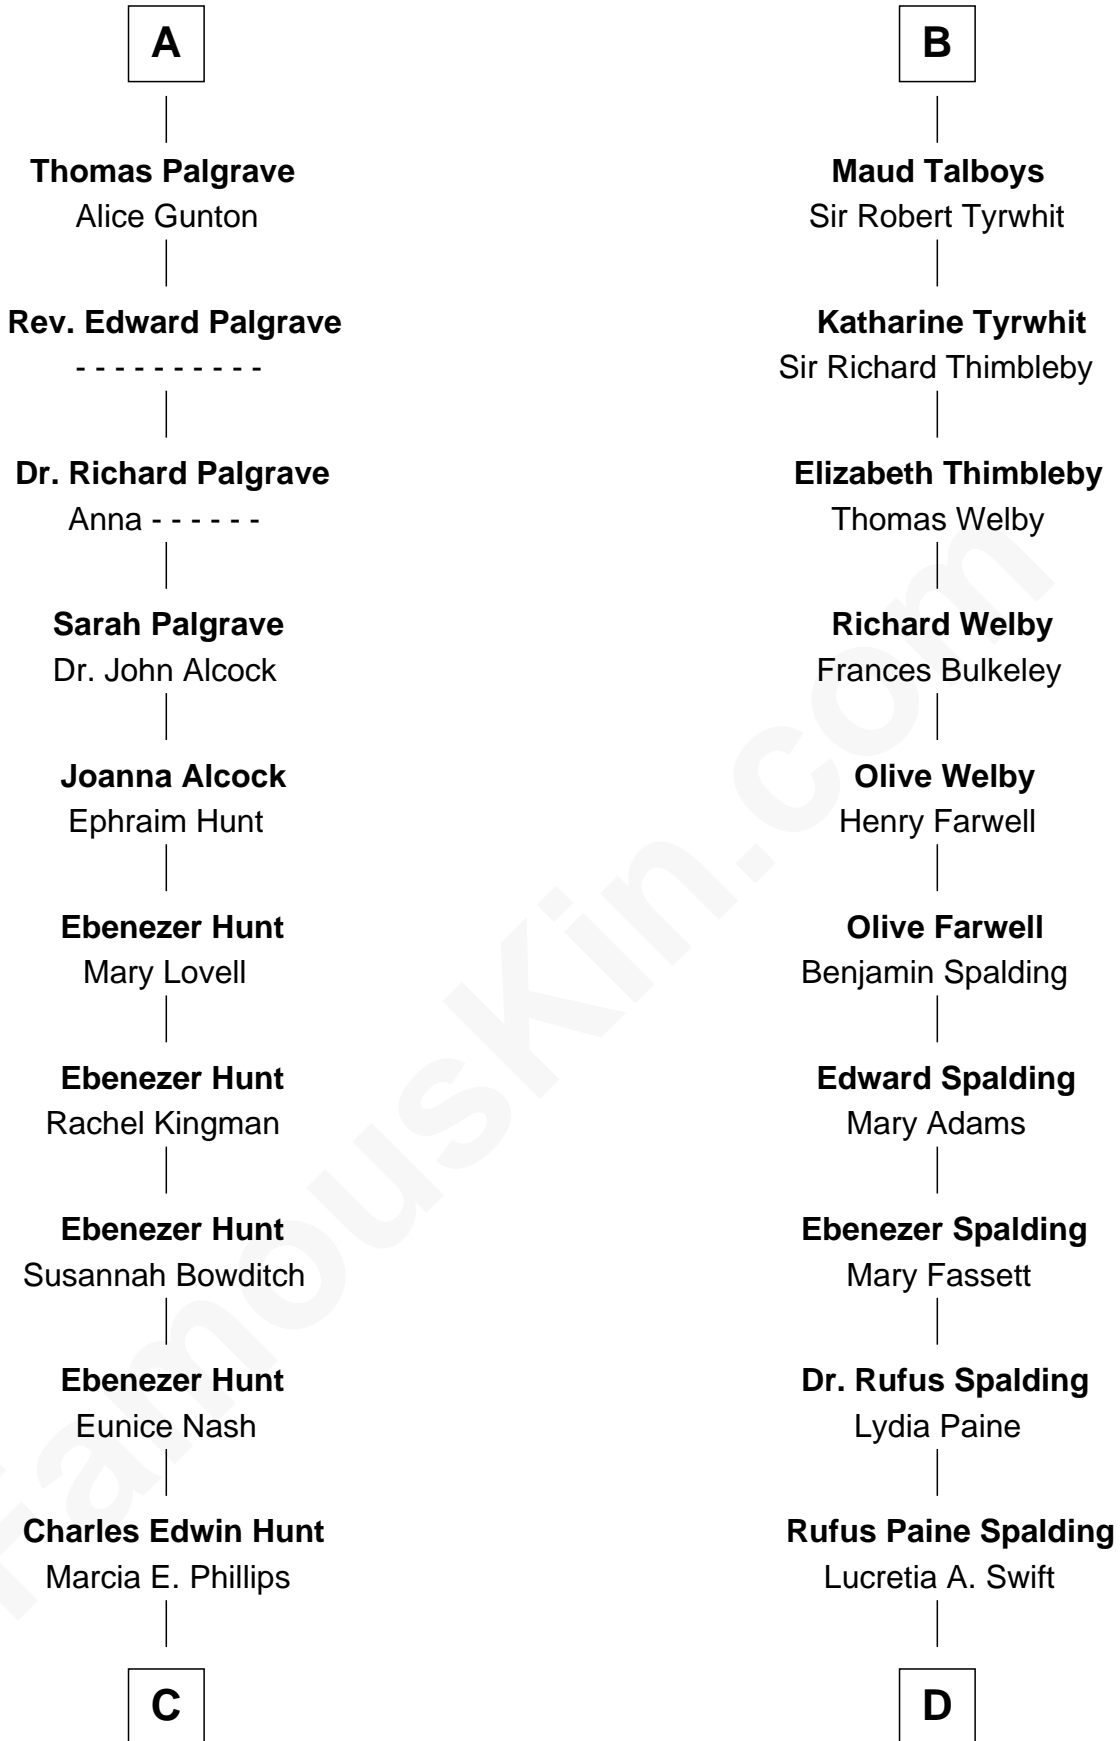 A
Thomas Palgrave
Alice Gunton
Rev. Edward Palgrave
- - - - - - - - - -
Dr. Richard Palgrave
Anna - - - - - -
Sarah Palgrave
Dr. John Alcock
Joanna Alcock
Ephraim Hunt
Ebenezer Hunt
Mary Lovell
Ebenezer Hunt
Rachel Kingman
Ebenezer Hunt
Susannah Bowditch
Ebenezer Hunt
Eunice Nash
Charles Edwin Hunt
Marcia E. Phillips
C
B
Maud Talboys
Sir Robert Tyrwhit
Katharine Tyrwhit
Sir Richard Thimbleby
Elizabeth Thimbleby
Thomas Welby
Richard Welby
Frances Bulkeley
Olive Welby
Henry Farwell
Olive Farwell
Benjamin Spalding
Edward Spalding
Mary Adams
Ebenezer Spalding
Mary Fassett
Dr. Rufus Spalding
Lydia Paine
Rufus Paine Spalding
Lucretia A. Swift
D
FamousKin.com